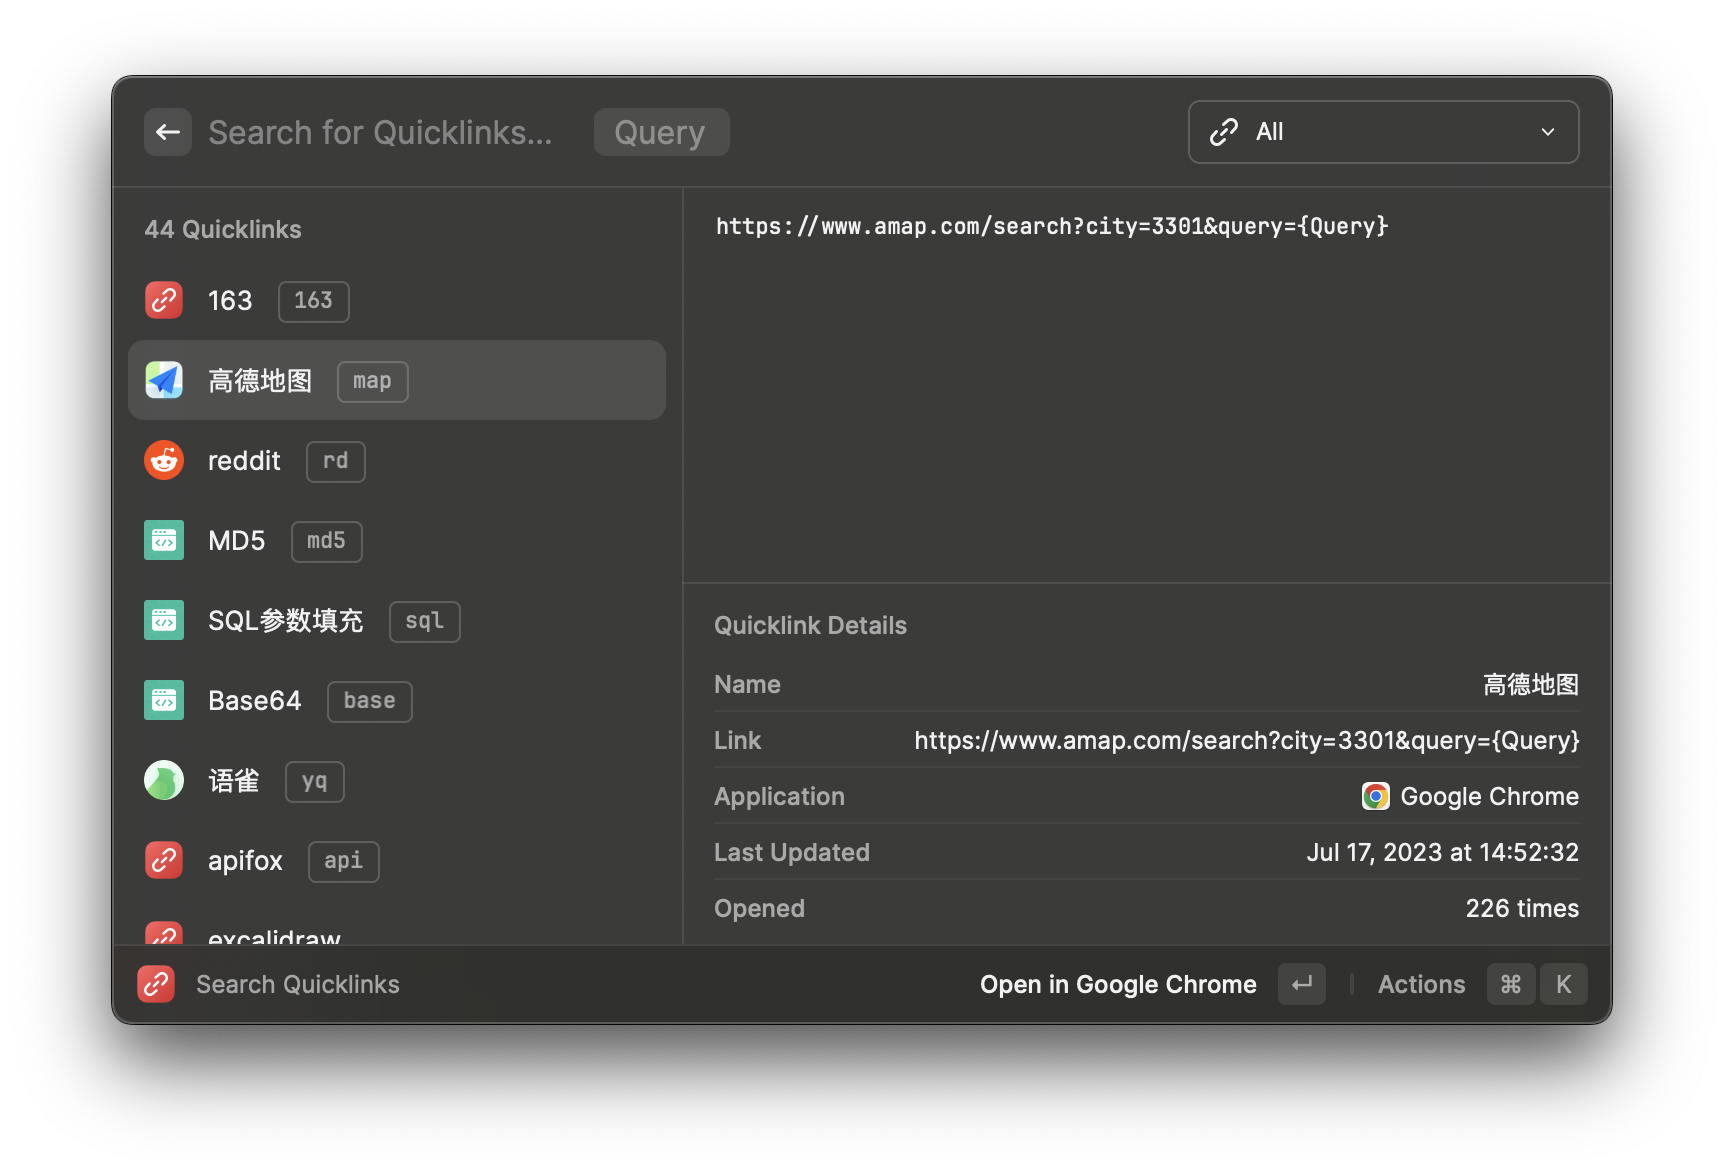 Search for Quicklinks...
Query
All
44 Quicklinks
163 163
高德地图 map
reddit rd
MD5 md5
SQL参数填充 sql
Base64 base
语雀 yq
apifox api
excalidraw
https://www.amap.com/search?city=3301&query={Query}
Quicklink Details
Name 高德地图
Link https://www.amap.com/search?city=3301&query={Query}
Application Google Chrome
Last Updated Jul 17, 2023 at 14:52:32
Opened 226 times
Search Quicklinks
Open in Google Chrome ↵
Actions ⌘ K